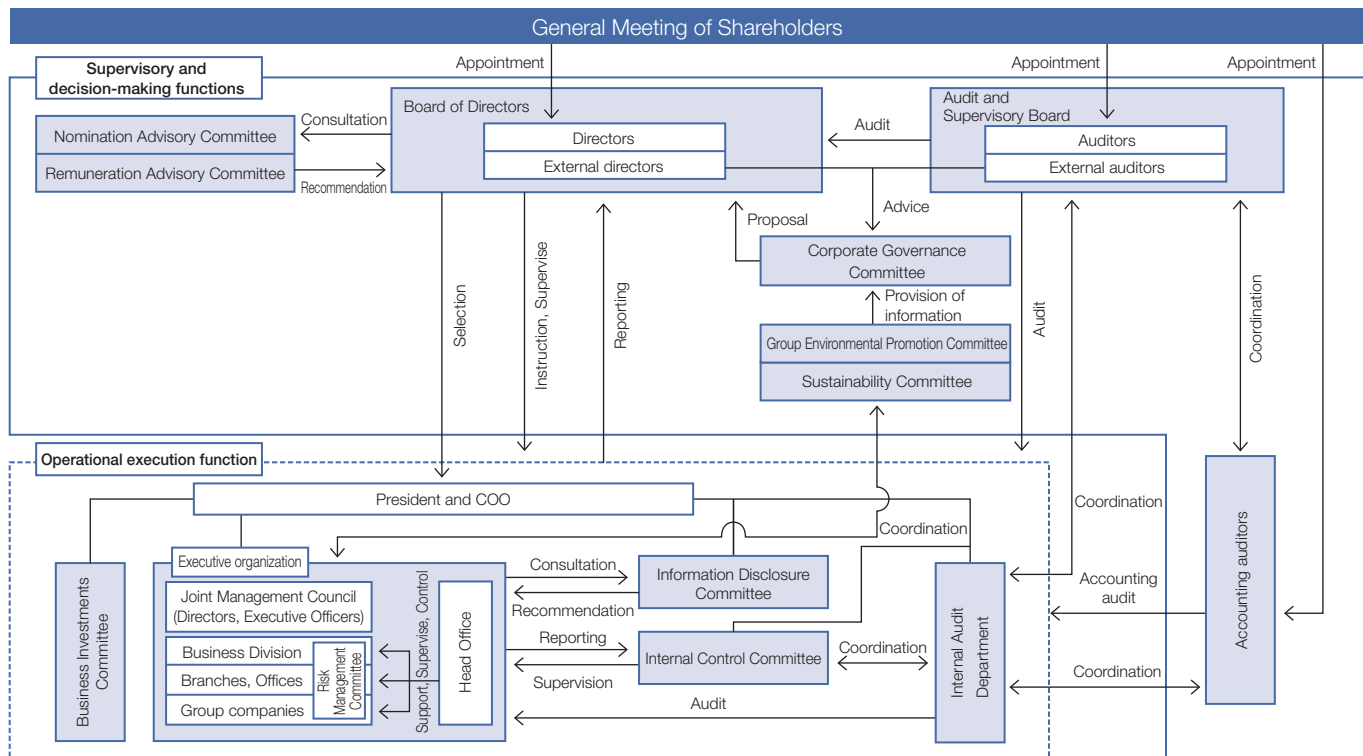 General Meeting of Shareholders
Appointment
Appointment
Appointment
Supervisory and
decision-making functions
Nomination Advisory Committee
Remuneration Advisory Committee
Consultation
Recommendation
Board of Directors
Directors
External directors
Audit
Audit and
Supervisory Board
Auditors
External auditors
Advice
Proposal
Corporate Governance
Committee
Provision of
information
Group Environmental Promotion Committee
Sustainability Committee
Selection
Instruction, Supervise
Reporting
Audit
Coordination
Operational execution function
President and COO
Coordination
Coordination
Business Investments
Committee
Executive organization
Joint Management Council
(Directors, Executive Officers)
Business Division
Branches, Offices
Group companies
Risk
Management
Committee
Support, Supervise, Control
Head Office
Consultation
Recommendation
Information Disclosure
Committee
Reporting
Supervision
Internal Control Committee
Coordination
Audit
Internal Audit
Department
Accounting
audit
Coordination
Accounting auditors